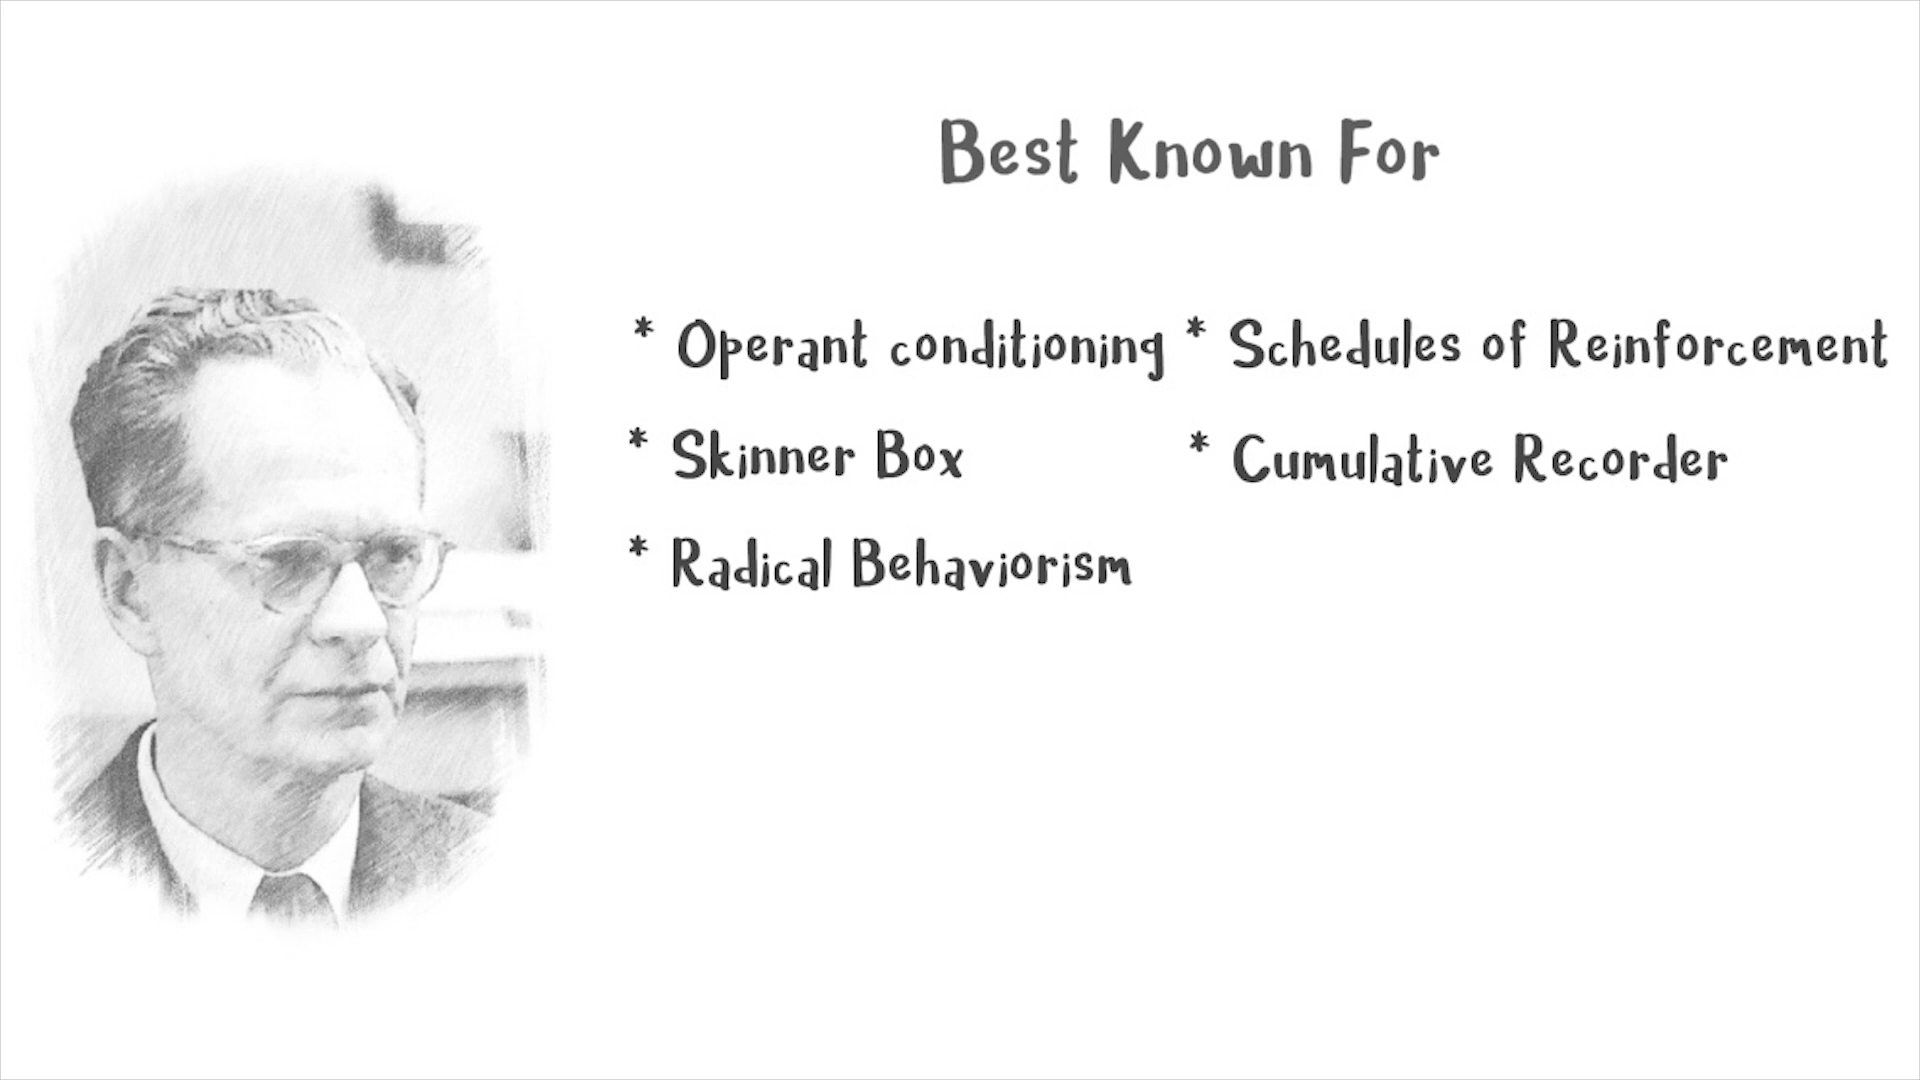 Best Known For
* Operant conditioning
* Skinner Box
* Radical Behaviorism
* Schedules of Reinforcement
* Cumulative Recorder